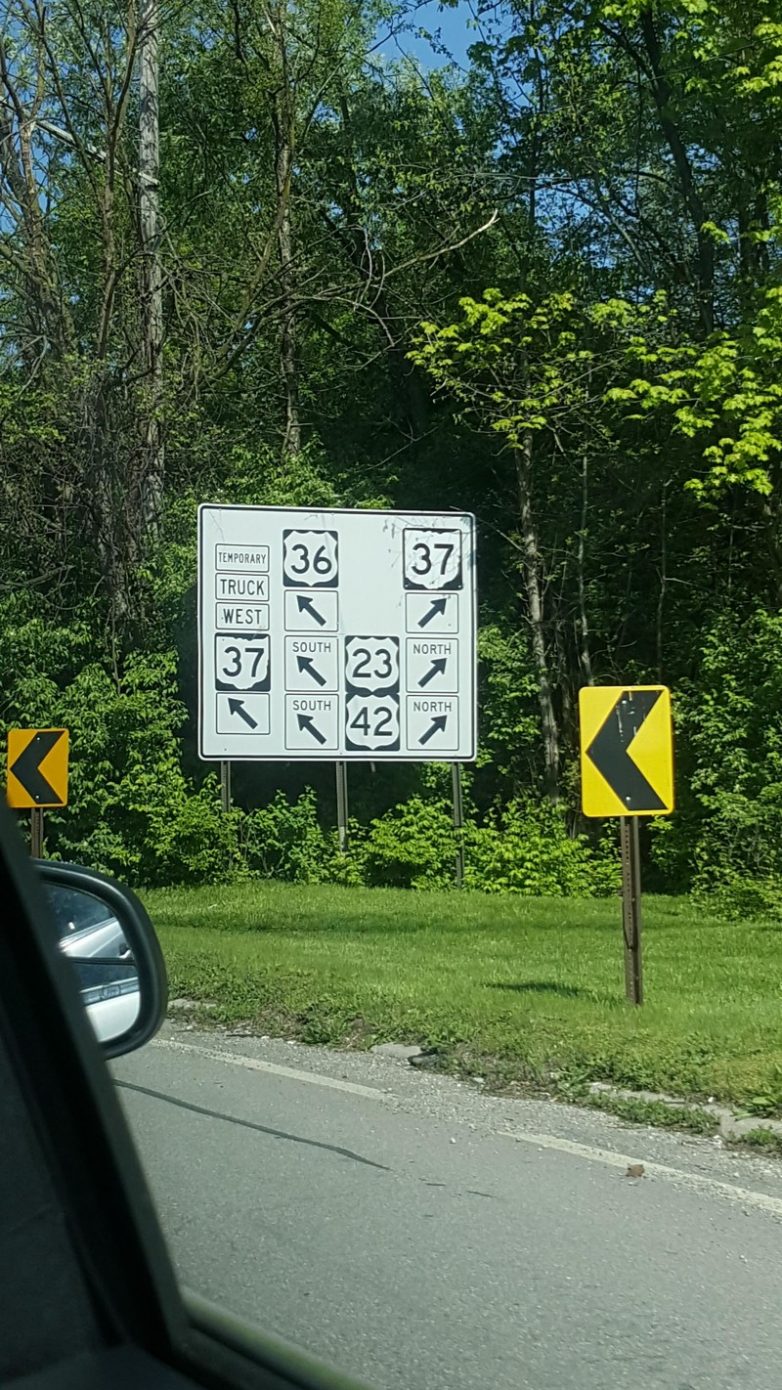 TEMPORARY
TRUCK
WEST
37
36
SOUTH
SOUTH
23
42
37
NORTH
NORTH